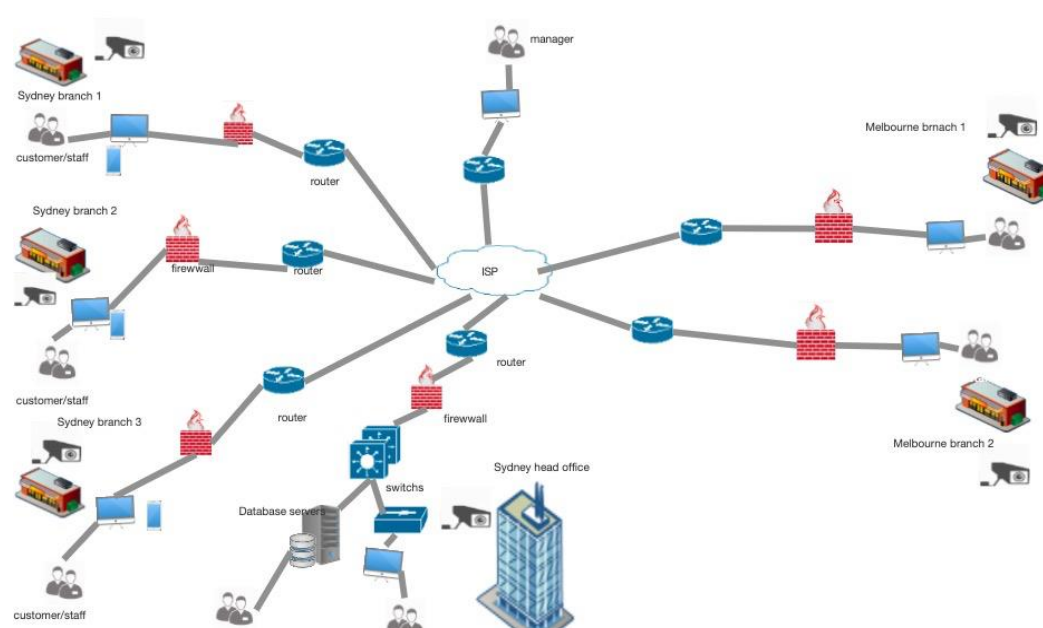 manager
Sydney branch 1
Melbourne brnach 1
customer/staff
router
Sydney branch 2
firewwall
router
ISP
router
customer/staff
Sydney branch 3
router
firewwall
Melbourne branch 2
Sydney head office
switchs
Database servers
customer/staff